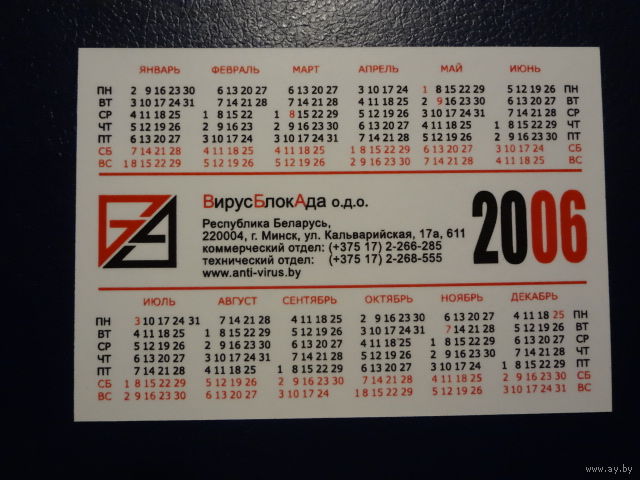 ЯНВАРЬ ФЕВРАЛЬ МАРТ АПРЕЛЬ МАЙ ИЮНЬ
ПН 2 9 16 23 30 6 13 20 27 6 13 20 27 3 10 17 24 1 8 15 22 29 5 12 19 26 ПН
ВТ 3 10 17 24 31 7 14 21 28 7 14 21 28 4 11 18 25 2 9 16 23 30 6 13 20 27 ВТ
СР 4 11 18 25 1 8 15 22 1 8 15 22 29 5 12 19 26 3 10 17 24 31 7 14 21 28 СР
ЧТ 5 12 19 26 2 9 16 23 2 9 16 23 30 6 13 20 27 4 11 18 25 1 8 15 22 29 ЧТ
ПТ 6 13 20 27 3 10 17 24 3 10 17 24 31 7 14 21 28 5 12 19 26 2 9 16 23 30 ПТ
СБ 7 14 21 28 4 11 18 25 4 11 18 25 1 8 15 22 29 6 13 20 27 3 10 17 24 СБ
ВС 1 8 15 22 29 5 12 19 26 5 12 19 26 2 9 16 23 30 7 14 21 28 4 11 18 25 ВС
ВирусБлокАда о.д.о.
Республика Беларусь,
220004, г. Минск, ул. Кальварийская, 17а, 611
коммерческий отдел: (+375 17) 2-266-285
технический отдел: (+375 17) 2-268-555
www.anti-virus.by
2006
ИЮЛЬ АВГУСТ СЕНТЯБРЬ ОКТЯБРЬ НОЯБРЬ ДЕКАБРЬ
ПН 3 10 17 24 31 7 14 21 28 4 11 18 25 2 9 16 23 30 6 13 20 27 4 11 18 25 ПН
ВТ 4 11 18 25 1 8 15 22 29 5 12 19 26 3 10 17 24 31 7 14 21 28 5 12 19 26 ВТ
СР 5 12 19 26 2 9 16 23 30 6 13 20 27 4 11 18 25 1 8 15 22 29 6 13 20 27 СР
ЧТ 6 13 20 27 3 10 17 24 31 7 14 21 28 5 12 19 26 2 9 16 23 30 7 14 21 28 ЧТ
ПТ 7 14 21 28 4 11 18 25 1 8 15 22 29 6 13 20 27 3 10 17 24 1 8 15 22 29 ПТ
СБ 1 8 15 22 29 5 12 19 26 2 9 16 23 30 7 14 21 28 4 11 18 25 2 9 16 23 30 СБ
ВС 2 9 16 23 30 6 13 20 27 3 10 17 24 1 8 15 22 29 5 12 19 26 3 10 17 24 31 ВС
www.ay.by